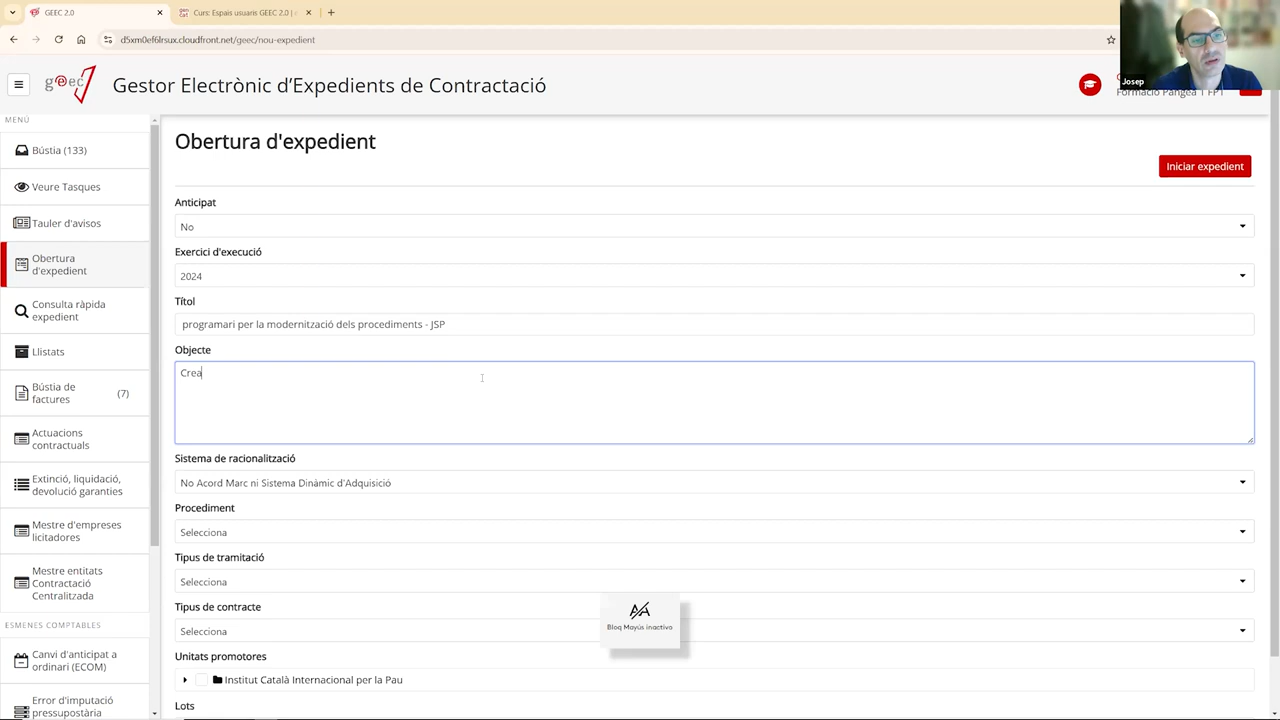 GEEC 2.0
Curs: Espais usuaris GEEC 2.0 |
d5xm0ef6lrsux.cloudfront.net/geec/nou-expedient
Josep
geec
Gestor Electrònic d'Expedients de Contractació
Formació Pangea 1 FP1
MENÚ
Bústia (133)
Veure Tasques
Tauler d'avisos
Obertura
d'expedient
Consulta ràpida
expedient
Llistats
Bústia de
factures
(7)
Actuacions
contractuals
Extinció, liquidació,
devolució garanties
Mestre d'empreses
licitadores
Mestre entitats
Contractació
Centralitzada
ESMENES COMPTABLES
Canvi d'anticipat a
ordinari (ECOM)
Error d'imputació
pressupostària
Obertura d'expedient
Iniciar expedient
Anticipat
No
Exercici d'execució
2024
Títol
programari per la modernització dels procediments - JSP
Objecte
Crea
Sistema de racionalització
No Acord Marc ni Sistema Dinàmic d'Adquisició
Procediment
Selecciona
Tipus de tramitació
Selecciona
Tipus de contracte
Selecciona
Bloq Mayús inactivo
Unitats promotores
Institut Català Internacional per la Pau
Lots